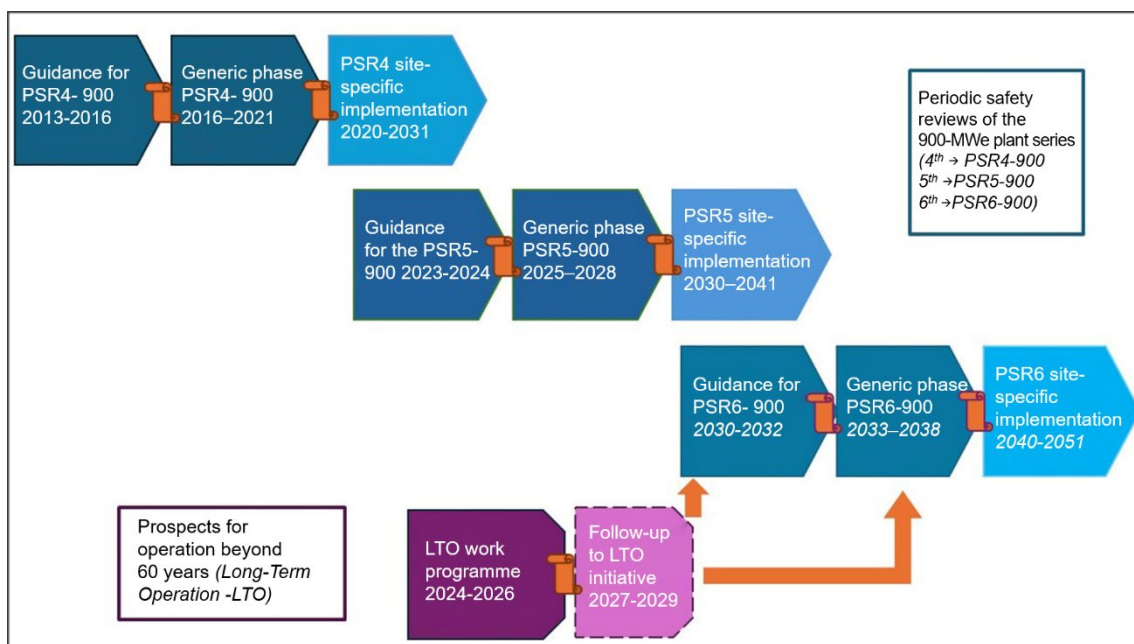 Guidance for
PSR4- 900
2013-2016
Generic phase
PSR4- 900
2016–2021
PSR4 site-
specific
implementation
2020-2031
Periodic safety
reviews of the
900-MWe plant series
(4th → PSR4-900
5th →PSR5-900
6th →PSR6-900)
Guidance
for the PSR5-
900 2023-2024
Generic phase
PSR5-900
2025–2028
PSR5 site-
specific
implementation
2030–2041
Guidance for
PSR6- 900
2030-2032
Generic phase
PSR6-900
2033–2038
PSR6 site-
specific
implementation
2040-2051
Prospects for
operation beyond
60 years (Long-Term
Operation -LTO)
LTO work
programme
2024-2026
Follow-up
to LTO
initiative
2027-2029